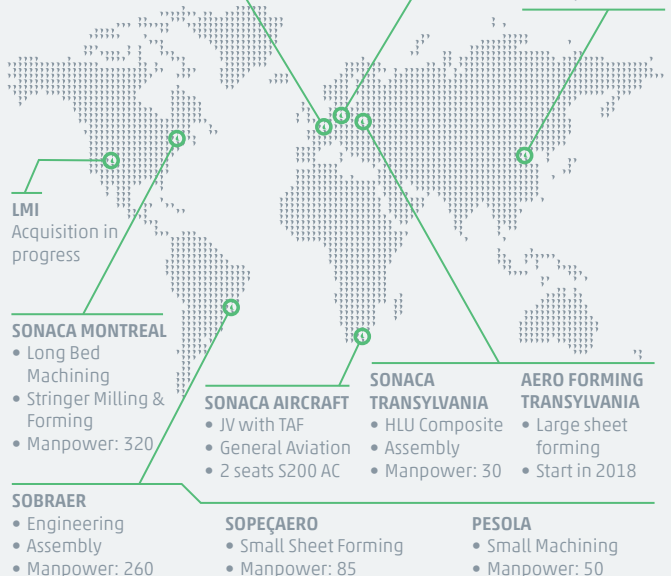 LMI
Acquisition in
progress
SONACA MONTREAL
• Long Bed
Machining
• Stringer Milling &
Forming
• Manpower: 320
SONACA AIRCRAFT
• JV with TAF
• General Aviation
• 2 seats S200 AC
SONACA
TRANSYLVANIA
• HLU Composite
• Assembly
• Manpower: 30
AERO FORMING
TRANSYLVANIA
• Large sheet
forming
• Start in 2018
SOBRAER
• Engineering
• Assembly
• Manpower: 260
SOPEÇAERO
• Small Sheet Forming
• Manpower: 85
PESOLA
• Small Machining
• Manpower: 50